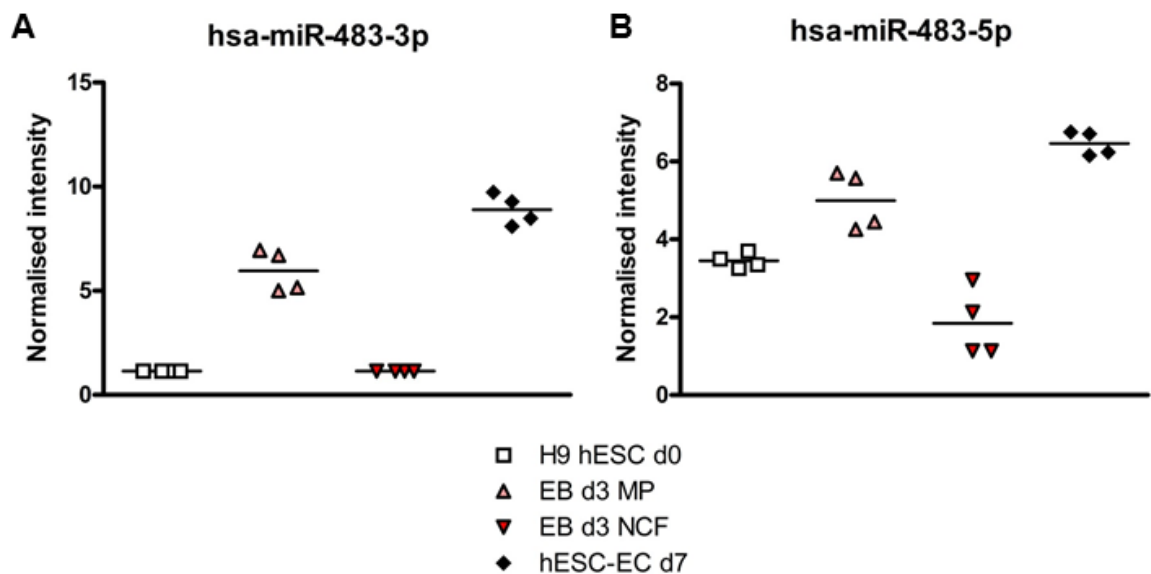 A
hsa-miR-483-3p
Normalised intensity
15
10
5
0
B
hsa-miR-483-5p
Normalised intensity
8
6
4
2
0
H9 hESC d0
EB d3 MP
EB d3 NCF
hESC-EC d7